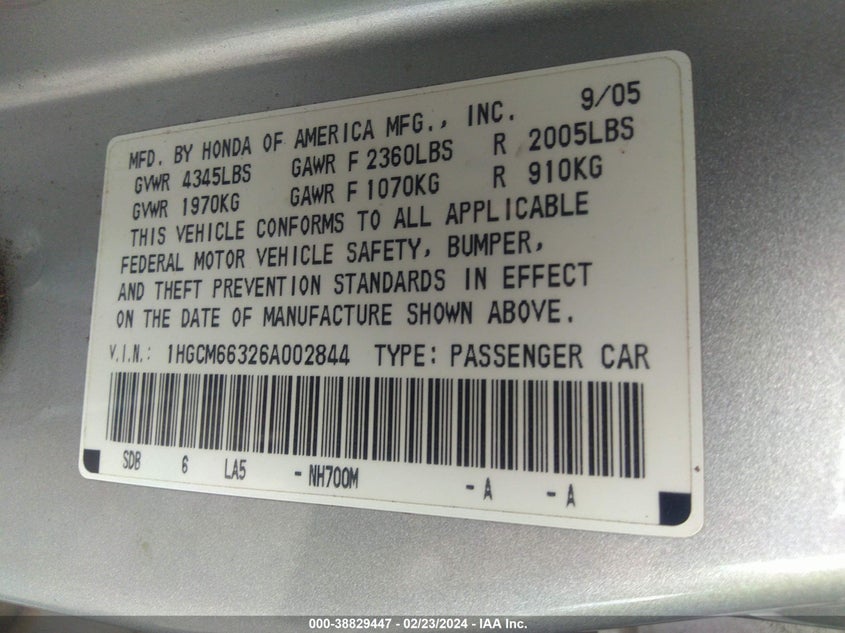 9/05
MFD. BY HONDA OF AMERICA MFG., INC.
GVWR 4345LBS GAWR F 2360LBS R 2005LBS
GVWR 1970KG GAWR F 1070KG R 910KG
THIS VEHICLE CONFORMS TO ALL APPLICABLE
FEDERAL MOTOR VEHICLE SAFETY, BUMPER,
AND THEFT PREVENTION STANDARDS IN EFFECT
ON THE DATE OF MANUFACTURE SHOWN ABOVE.
V.I.N.: 1HGCM66326A002844 TYPE: PASSENGER CAR
SDB 6 LA5 - NH700M - A - A
000-38829447 - 02/23/2024 - IAA Inc.